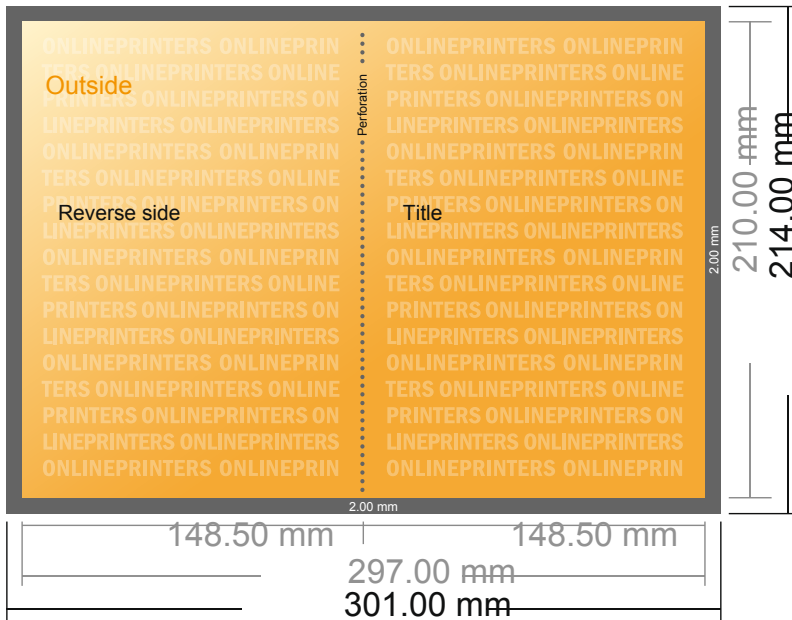 ONLINEPRINTERS ONLINEPRIN
TERS ONLINEPRINTERS ONLINE
Outside
PRINTERS ONLINEPRINTERS ON
LINEPRINTERS ONLINEPRINTERS
ONLINEPRINTERS ONLINEPRIN
TERS ONLINEPRINTERS ONLINE
PRINTERS ONLINEPRINTERS ON
Reverse side
LINEPRINTERS ONLINEPRINTERS
ONLINEPRINTERS ONLINEPRIN
TERS ONLINEPRINTERS ONLINE
PRINTERS ONLINEPRINTERS ON
LINEPRINTERS ONLINEPRINTERS
ONLINEPRINTERS ONLINEPRIN
TERS ONLINEPRINTERS ONLINE
PRINTERS ONLINEPRINTERS ON
LINEPRINTERS ONLINEPRINTERS
ONLINEPRINTERS ONLINEPRIN
Perforation
ONLINEPRINTERS ONLINEPRIN
TERS ONLINEPRINTERS ONLINE
PRINTERS ONLINEPRINTERS ON
LINEPRINTERS ONLINEPRINTERS
ONLINEPRINTERS ONLINEPRIN
TERS ONLINEPRINTERS ONLINE
PRINTERS ONLINEPRINTERS ON
Title
LINEPRINTERS ONLINEPRINTERS
ONLINEPRINTERS ONLINEPRIN
TERS ONLINEPRINTERS ONLINE
PRINTERS ONLINEPRINTERS ON
LINEPRINTERS ONLINEPRINTERS
ONLINEPRINTERS ONLINEPRIN
TERS ONLINEPRINTERS ONLINE
PRINTERS ONLINEPRINTERS ON
LINEPRINTERS ONLINEPRINTERS
ONLINEPRINTERS ONLINEPRIN
2.00 mm
210.00 mm
214.00 mm
2.00 mm
148.50 mm
148.50 mm
297.00 mm
301.00 mm